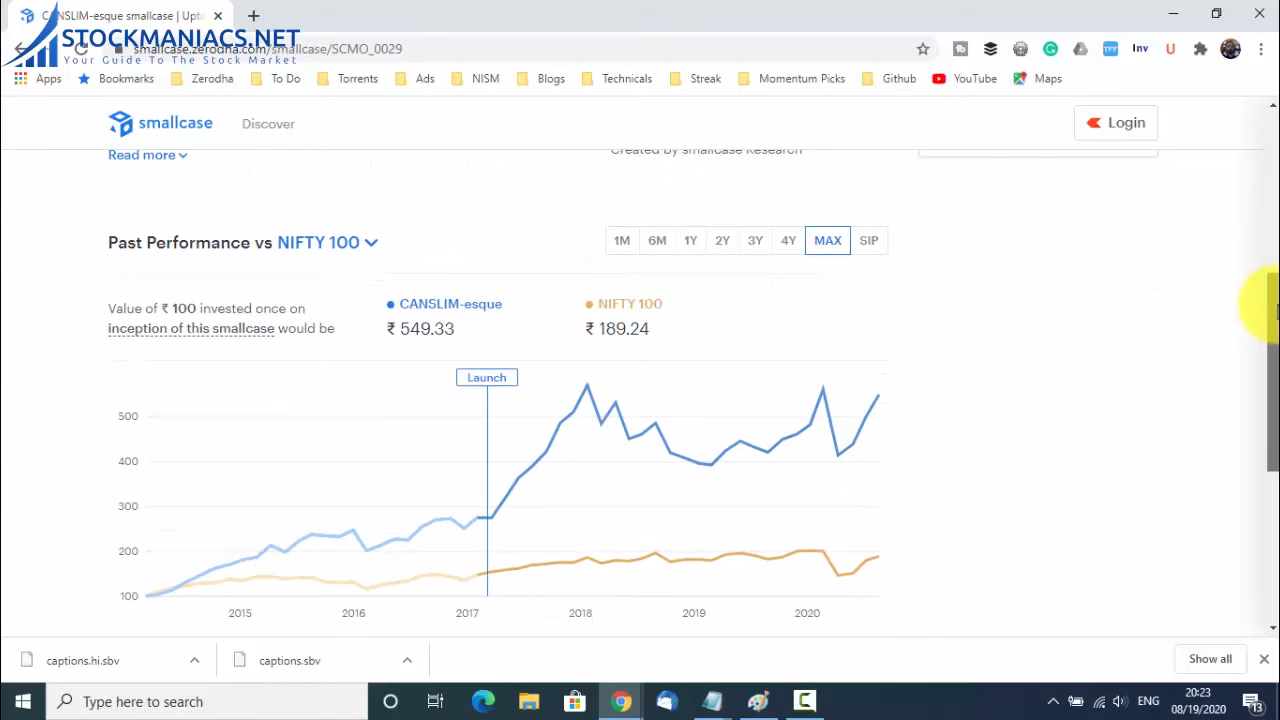 CANSLIM-esque smallcase | Upto
STOCKMANIACS.NET
Your Guide To The Stock Market
smallcase.zerodha.com/smallcase/SCMO_0029
TFY
Inv
U
Apps
Bookmarks
Zerodha
To Do
Torrents
Ads
NISM
Blogs
Technicals
Streak
Momentum Picks
Github
YouTube
Maps
smallcase
Discover
Login
Read more
Created by smallcase Research
Past Performance vs NIFTY 100
1M 6M 1Y 2Y 3Y 4Y MAX SIP
Value of ₹ 100 invested once on
inception of this smallcase would be
CANSLIM-esque
₹ 549.33
NIFTY 100
₹ 189.24
Launch
500
400
300
200
100
2015 2016 2017 2018 2019 2020
captions.hi.sbv
captions.sbv
Show all
Type here to search
ENG
20:23
08/19/2020
13